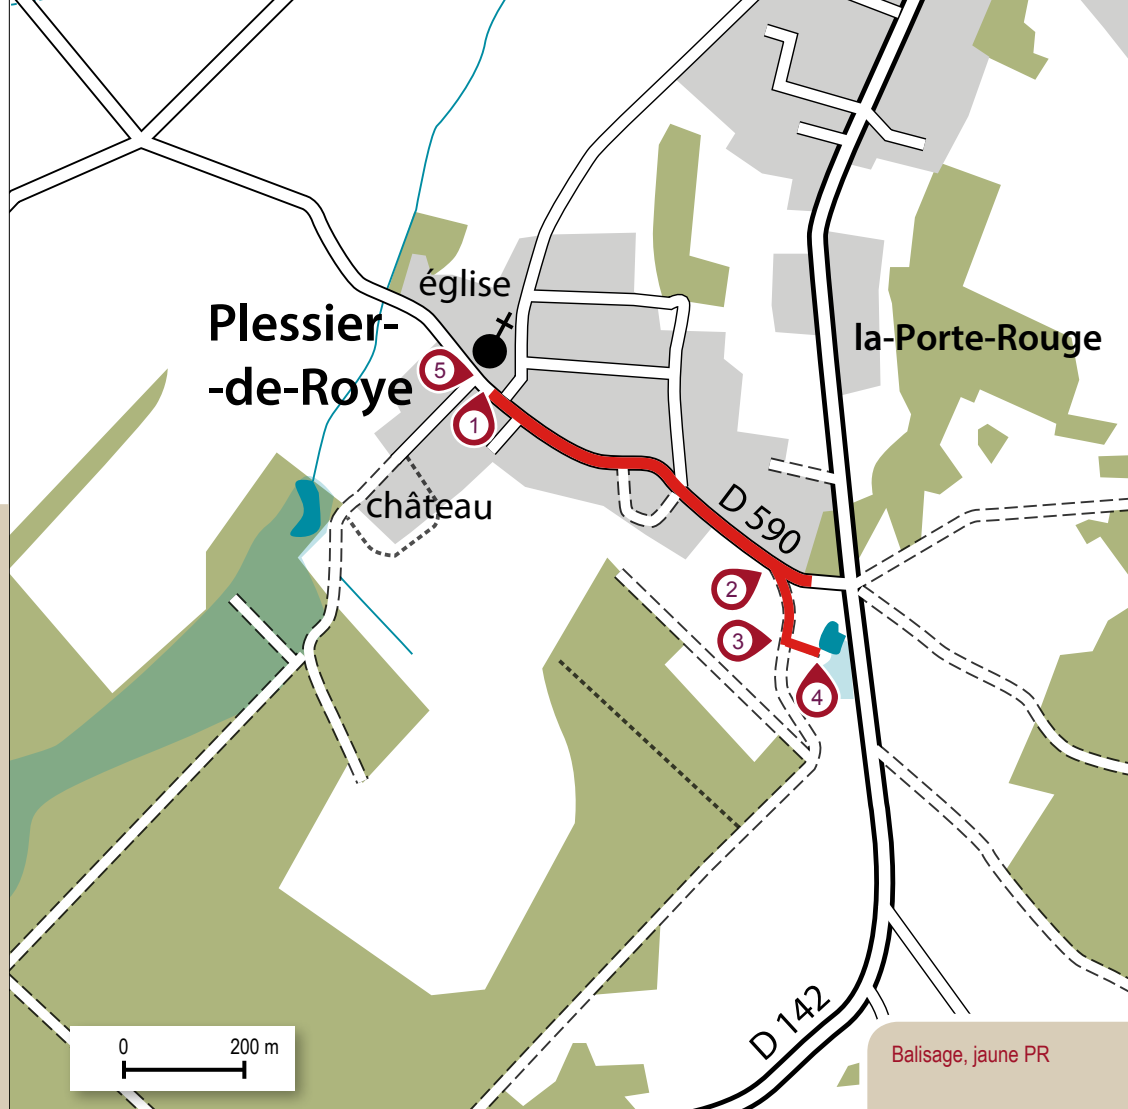 église
Plessier-
-de-Roye
la-Porte-Rouge
5
1
château
D 590
2
3
4
D 142
0 200 m
Balisage, jaune PR